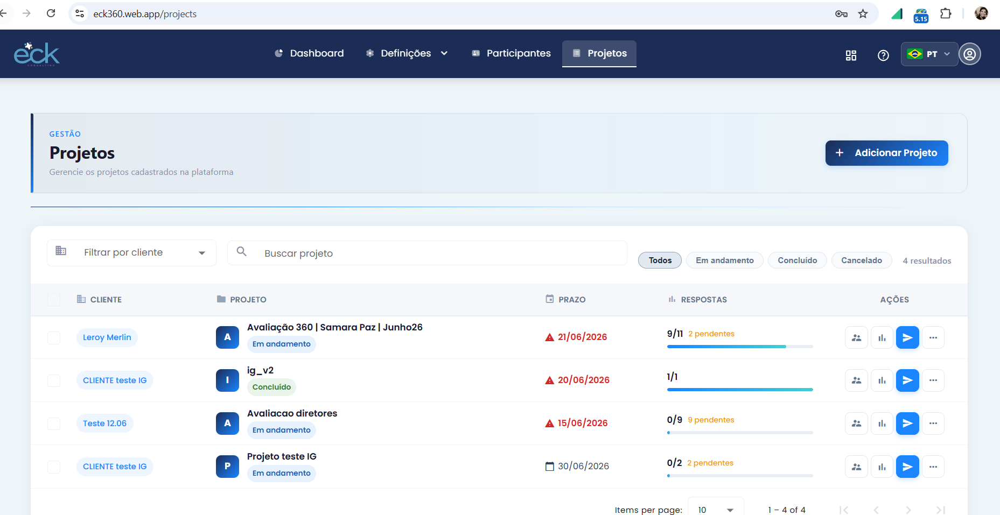 eck360.web.app/projects
5.15
eck
CONSULTING
Dashboard
Definições
Participantes
Projetos
PT
GESTÃO
Projetos
Gerencie os projetos cadastrados na plataforma
+ Adicionar Projeto
Filtrar por cliente
Buscar projeto
Todos
Em andamento
Concluído
Cancelado
4 resultados
CLIENTE PROJETO PRAZO RESPOSTAS AÇÕES
Leroy Merlin
A
Avaliação 360 | Samara Paz | Junho26
Em andamento
21/06/2026
9/11 2 pendentes
CLIENTE teste IG
I
ig_v2
Concluído
20/06/2026
1/1
Teste 12.06
A
Avaliacao diretores
Em andamento
15/06/2026
0/9 9 pendentes
CLIENTE teste IG
P
Projeto teste IG
Em andamento
30/06/2026
0/2 2 pendentes
Items per page: 10 1 – 4 of 4